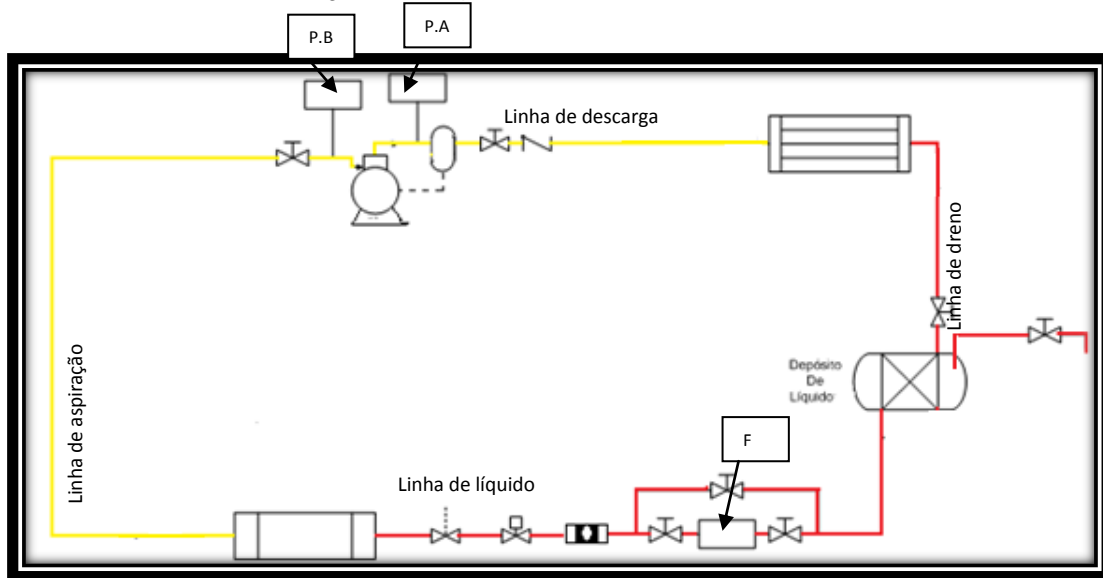 P.B
P.A
Linha de descarga
Linha de dreno
Linha de aspiração
Depósito
De
Líquido
F
Linha de líquido